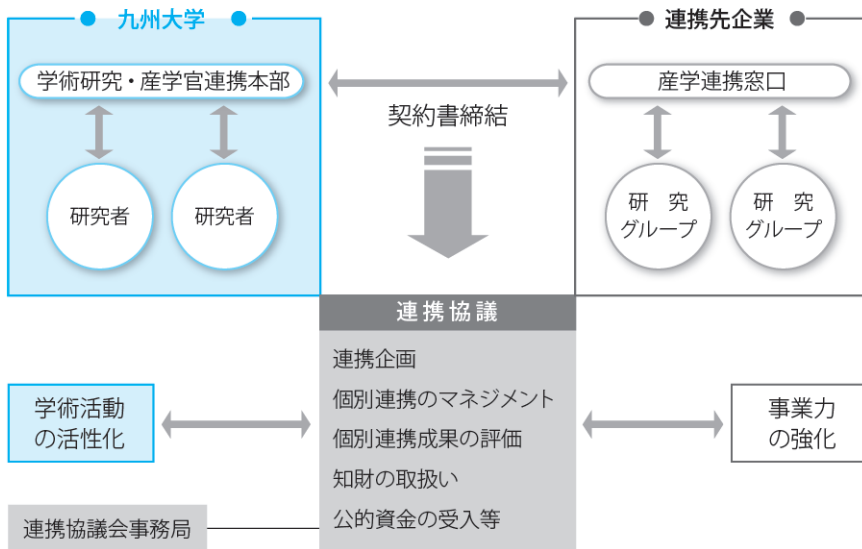 九州大学
学術研究・産学官連携本部
研究者
研究者
契約書締結
連携先企業
産学連携窓口
研　究
グループ
研　究
グループ
連携協議
連携企画
個別連携のマネジメント
個別連携成果の評価
知財の取扱い
公的資金の受入等
学術活動
の活性化
事業力
の強化
連携協議会事務局